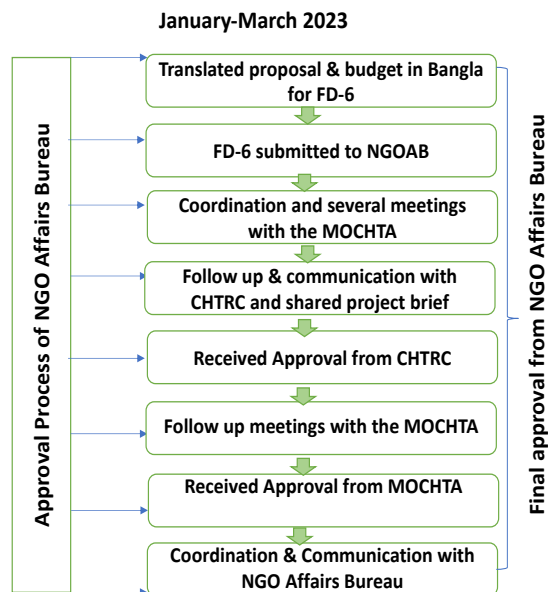 January-March 2023
Approval Process of NGO Affairs Bureau
Translated proposal & budget in Bangla
for FD-6
FD-6 submitted to NGOAB
Coordination and several meetings
with the MOCHTA
Follow up & communication with
CHTRC and shared project brief
Received Approval from CHTRC
Follow up meetings with the MOCHTA
Received Approval from MOCHTA
Coordination & Communication with
NGO Affairs Bureau
Final approval from NGO Affairs Bureau